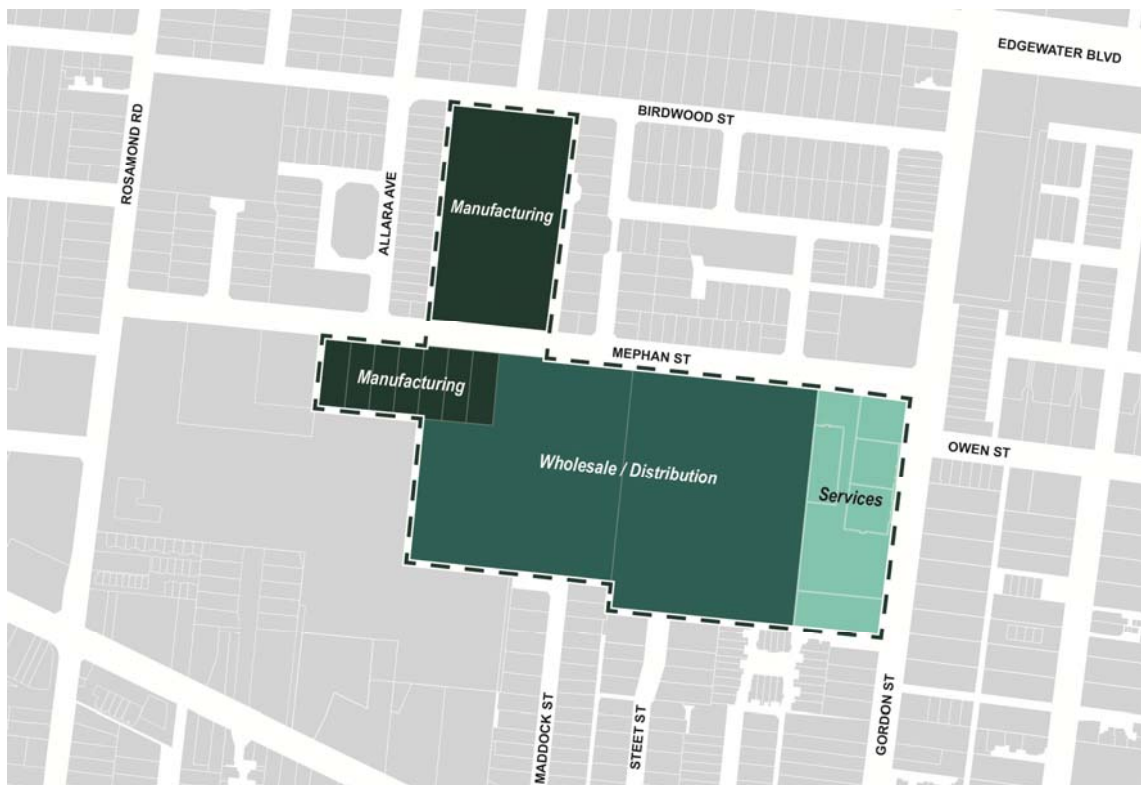 EDGEWATER BLVD
BIRDWOOD ST
ROSAMOND RD
ALLARA AVE
Manufacturing
MEPHAN ST
Manufacturing
OWEN ST
Wholesale / Distribution
Services
MADDOCK ST
STEET ST
GORDON ST